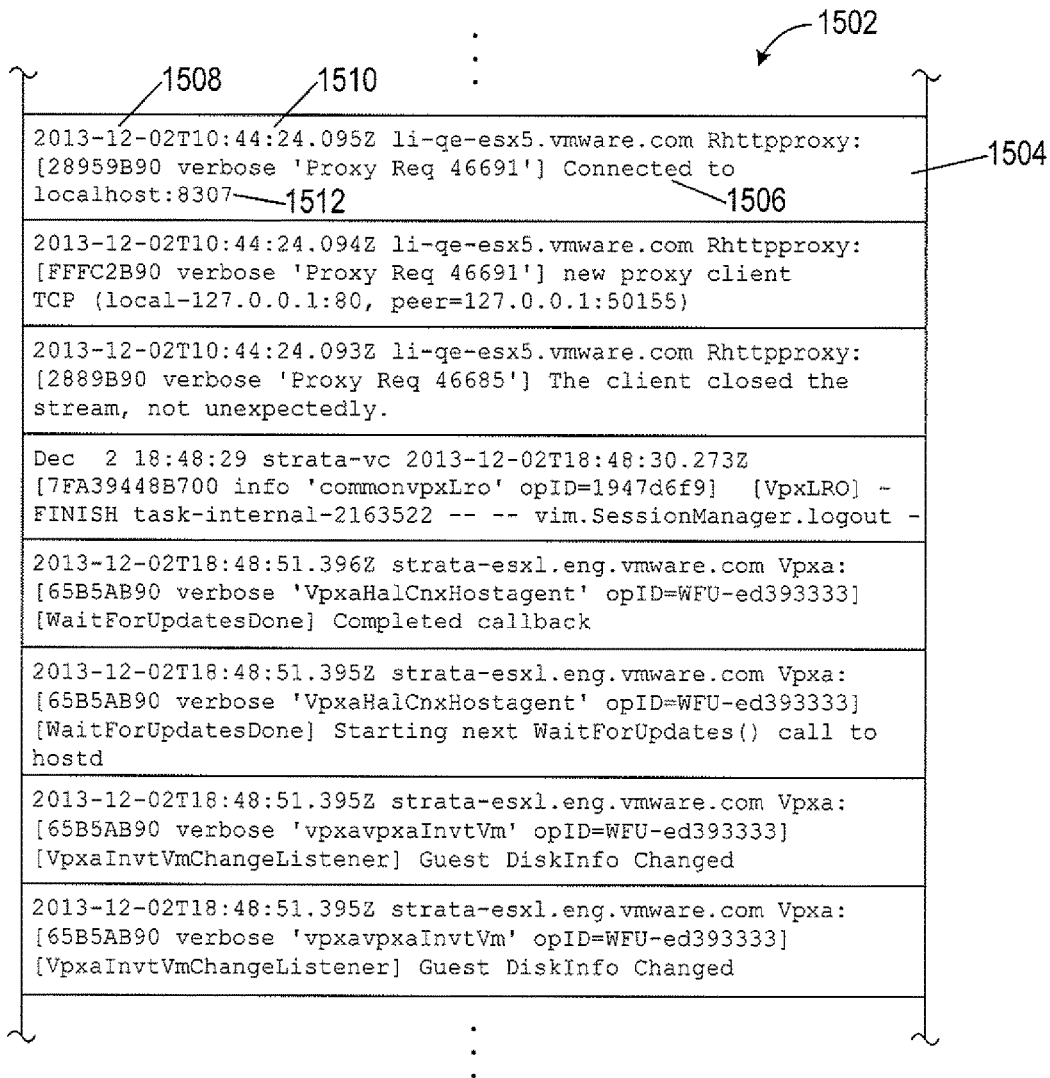 1502
1508 1510
2013-12-02T10:44:24.095Z li-qe-esx5.vmware.com Rhttpproxy:
[28959B90 verbose 'Proxy Req 46691'] Connected to
localhost:8307
1504
1512
1506
2013-12-02T10:44:24.094Z li-qe-esx5.vmware.com Rhttpproxy:
[FFFC2B90 verbose 'Proxy Req 46691'] new proxy client
TCP (local-127.0.0.1:80, peer=127.0.0.1:50155)
2013-12-02T10:44:24.093Z li-qe-esx5.vmware.com Rhttpproxy:
[2889B90 verbose 'Proxy Req 46685'] The client closed the
stream, not unexpectedly.
Dec 2 18:48:29 strata-vc 2013-12-02T18:48:30.273Z
[7FA39448B700 info 'commonvpxLro' opID=1947d6f9] [VpxLRO] -
FINISH task-internal-2163522 -- -- vim.SessionManager.logout -
2013-12-02T18:48:51.396Z strata-esxl.eng.vmware.com Vpxa:
[65B5AB90 verbose 'VpxaHalCnxHostagent' opID=WFU-ed393333]
[WaitForUpdatesDone] Completed callback
2013-12-02T18:48:51.395Z strata-esxl.eng.vmware.com Vpxa:
[65B5AB90 verbose 'VpxaHalCnxHostagent' opID=WFU-ed393333]
[WaitForUpdatesDone] Starting next WaitForUpdates() call to
hostd
2013-12-02T18:48:51.395Z strata-esxl.eng.vmware.com Vpxa:
[65B5AB90 verbose 'vpxavpxaInvtVm' opID=WFU-ed393333]
[VpxaInvtVmChangeListener] Guest DiskInfo Changed
2013-12-02T18:48:51.395Z strata-esxl.eng.vmware.com Vpxa:
[65B5AB90 verbose 'vpxavpxaInvtVm' opID=WFU-ed393333]
[VpxaInvtVmChangeListener] Guest DiskInfo Changed